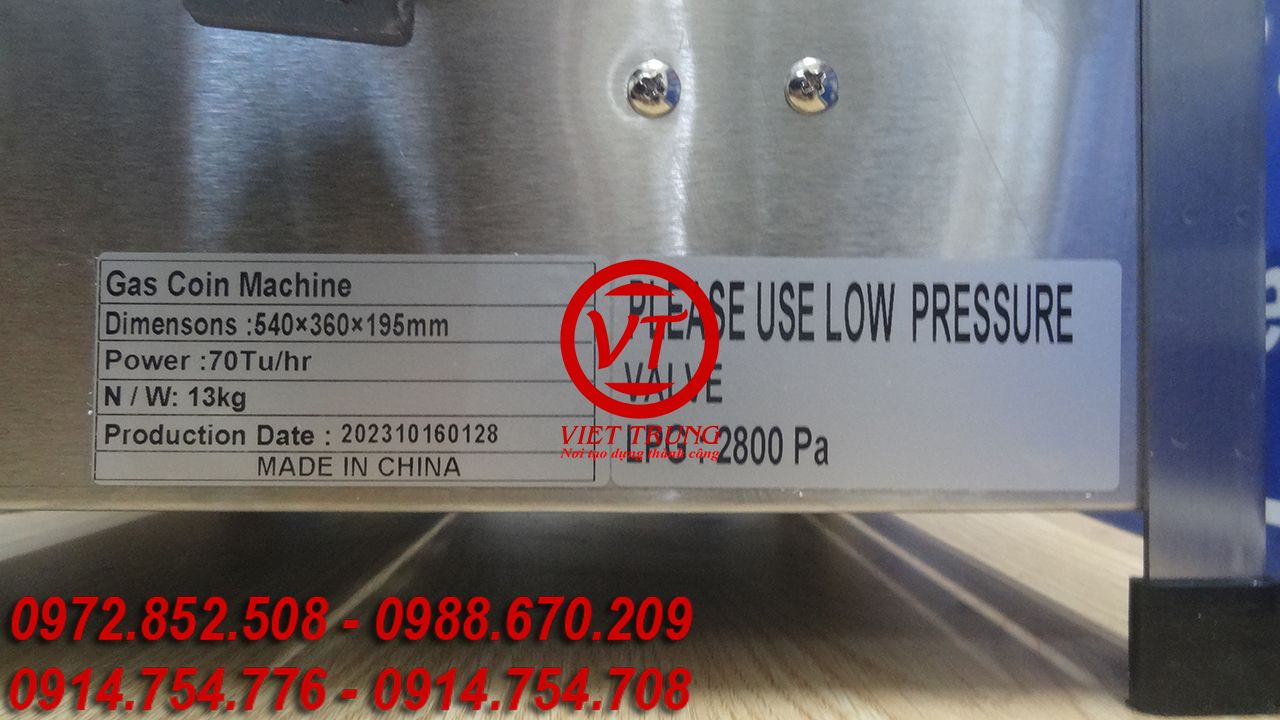 Gas Coin Machine
Dimensons :540×360×195mm
Power :70Tu/hr
N / W: 13kg
Production Date : 202310160128
MADE IN CHINA
PLEASE USE LOW PRESSURE
VALVE
LPG : 2800 Pa
VT
VIET TRUNG
Nơi tạo dựng thành công
0972.852.508 - 0988.670.209
0914.754.776 - 0914.754.708